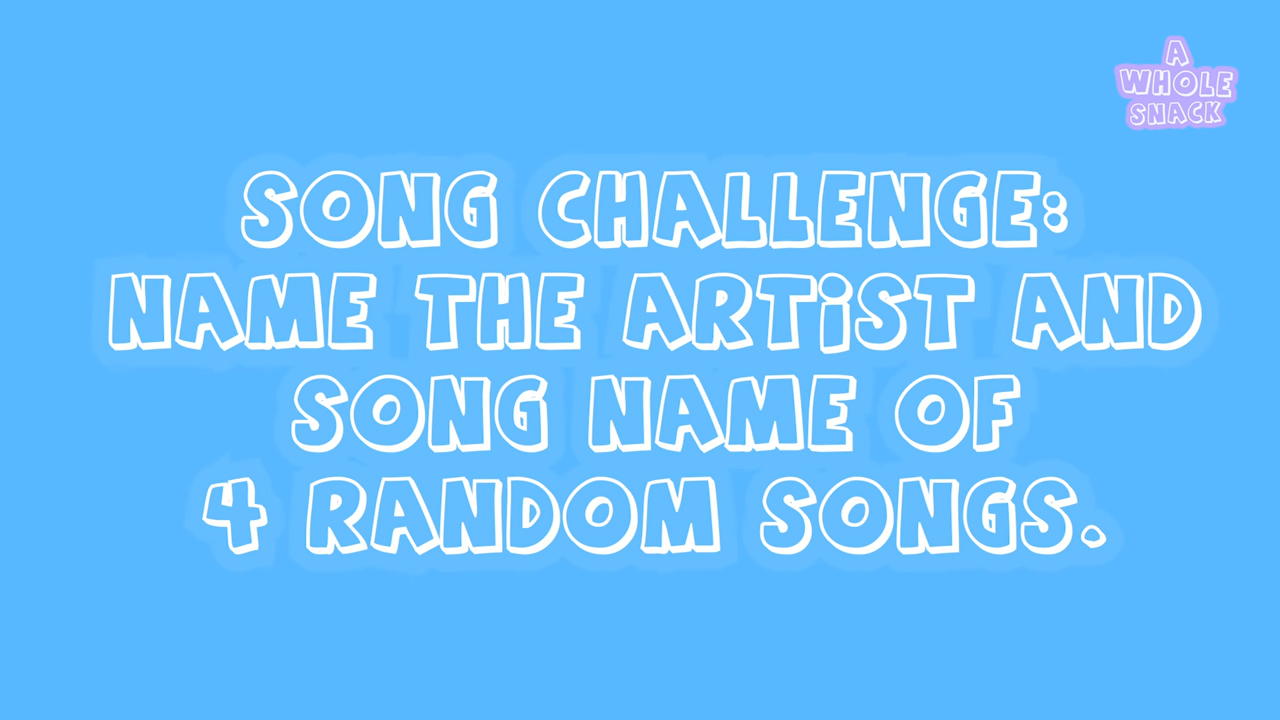 A
WHOLE
SNACK
SONG CHALLENGE:
NAME THE ARTiST AND
SONG NAME OF
4 RANDOM SONGS.